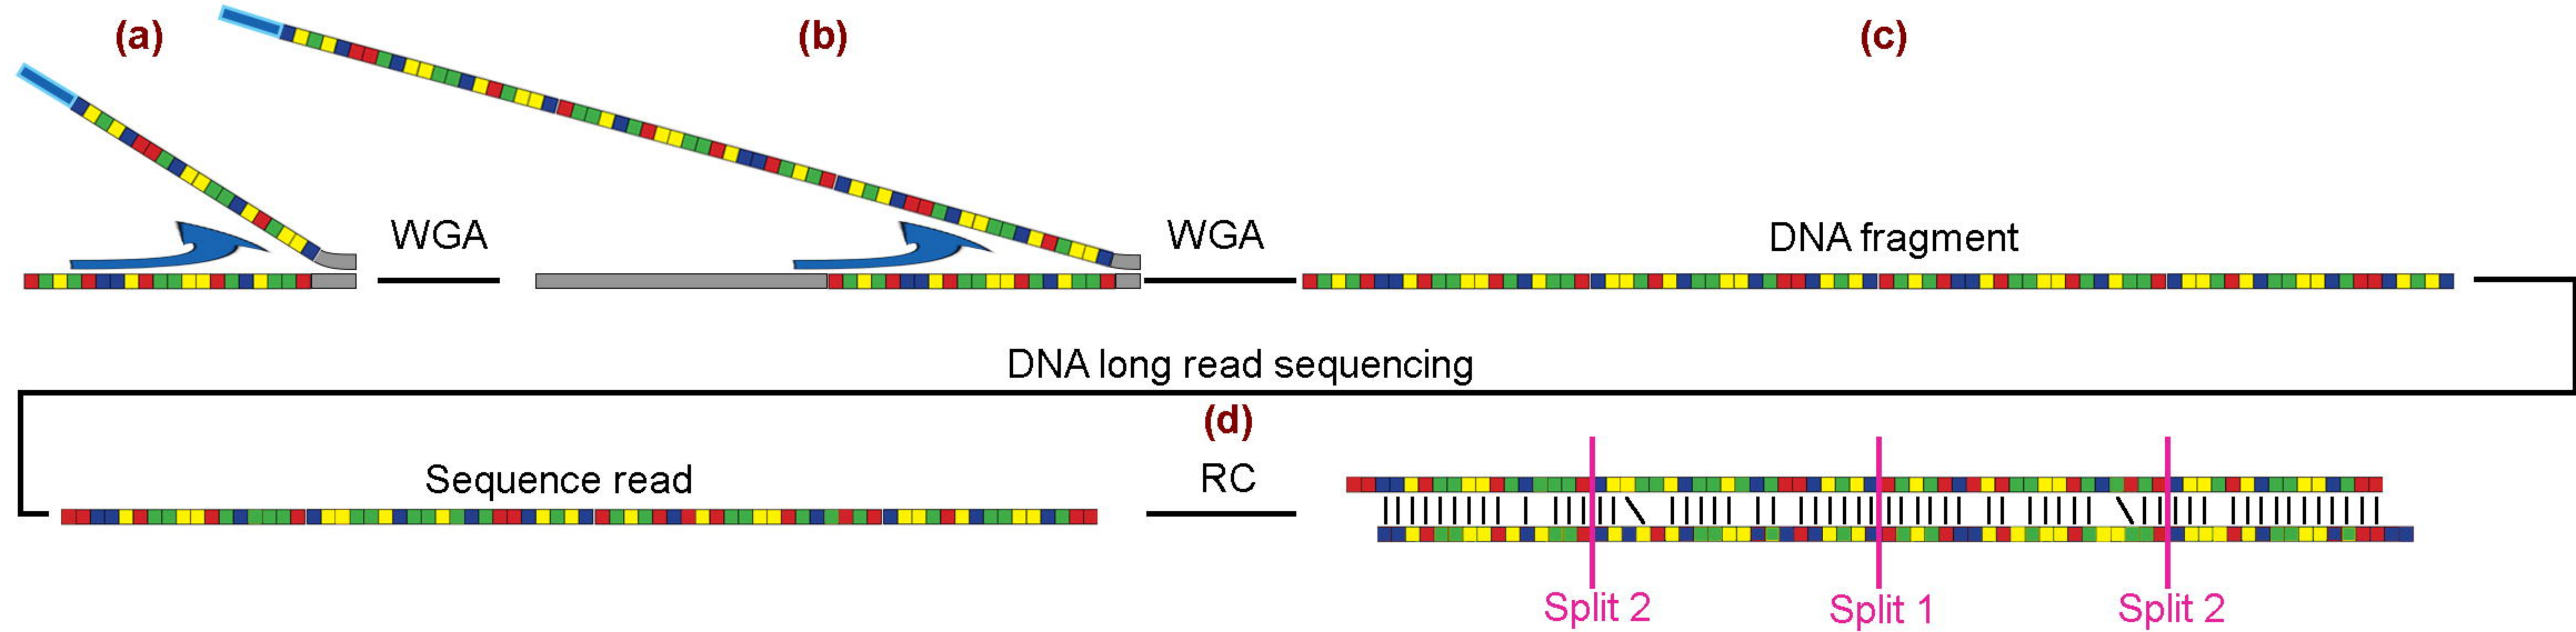 (a)
(b)
(c)
WGA
WGA
DNA fragment
DNA long read sequencing
(d)
Sequence read
RC
Split 2
Split 1
Split 2